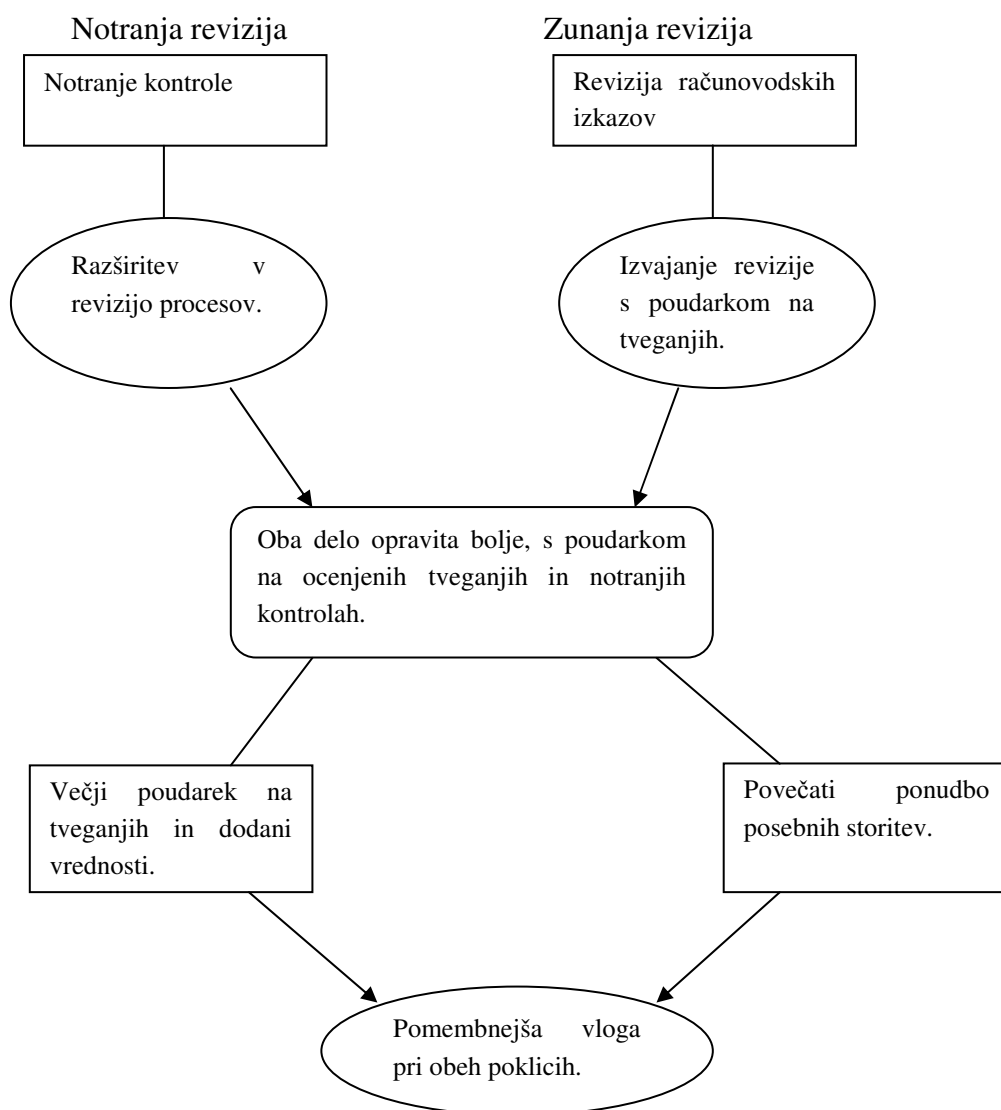 Notranja revizija
Zunanja revizija
Notranje kontrole
Revizija računovodskih
izkazov
Razširitev v
revizijo procesov.
Izvajanje revizije
s poudarkom na
tveganjih.
Oba delo opravita bolje, s poudarkom
na ocenjenih tveganjih in notranjih
kontrolah.
Večji poudarek na
tveganjih in dodani
vrednosti.
Povečati ponudbo
posebnih storitev.
Pomembnejša vloga
pri obeh poklicih.